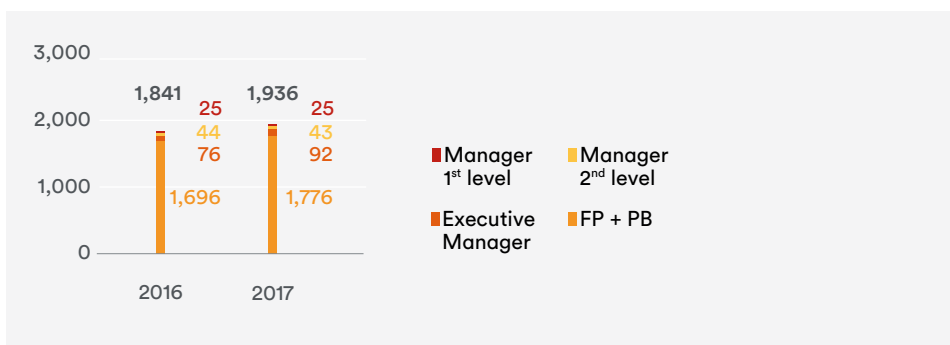 3,000
1,841 1,936
25 25
2,000
44 43
76 92
1,000
1,696 1,776
0
2016 2017
Manager
1st level
Manager
2nd level
Executive
Manager
FP + PB